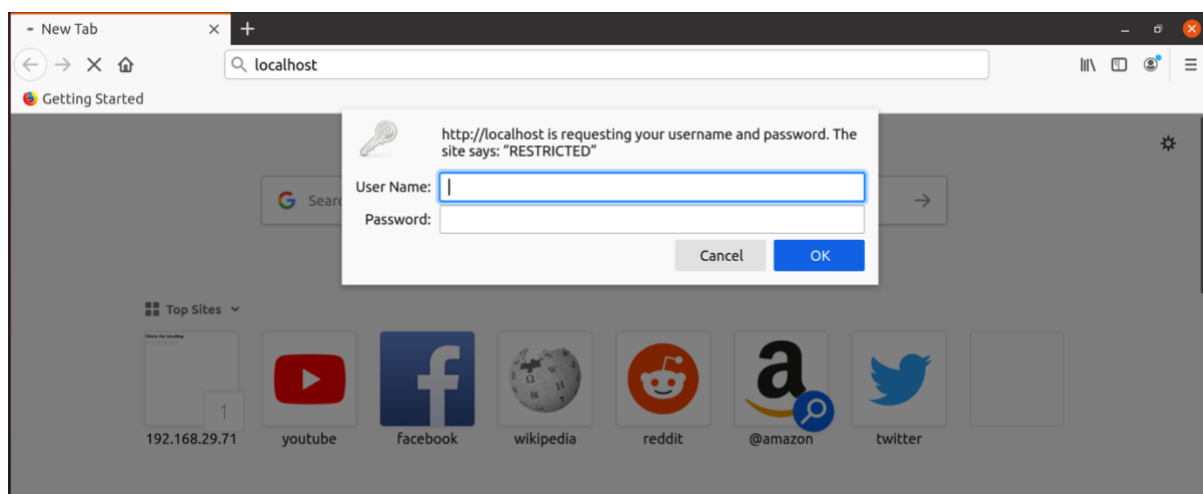 New Tab
localhost
Getting Started
http://localhost is requesting your username and password. The
site says: “RESTRICTED”
User Name:
Password:
Cancel OK
G Sear
Top Sites
1
192.168.29.71 youtube facebook wikipedia reddit @amazon twitter